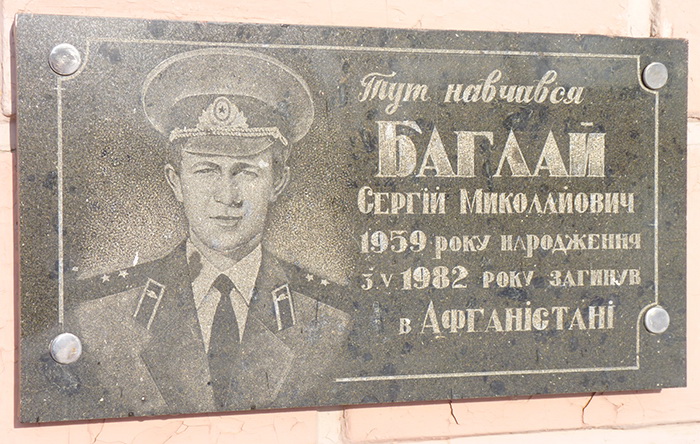 Тут навчався
БАГЛАЙ
СЕРГІЙ МИКОЛАЙОВИЧ
1959 РОКУ НАРОДЖЕННЯ
5 V 1982 РОКУ ЗАГИНУВ
В АФГАНІСТАНІ